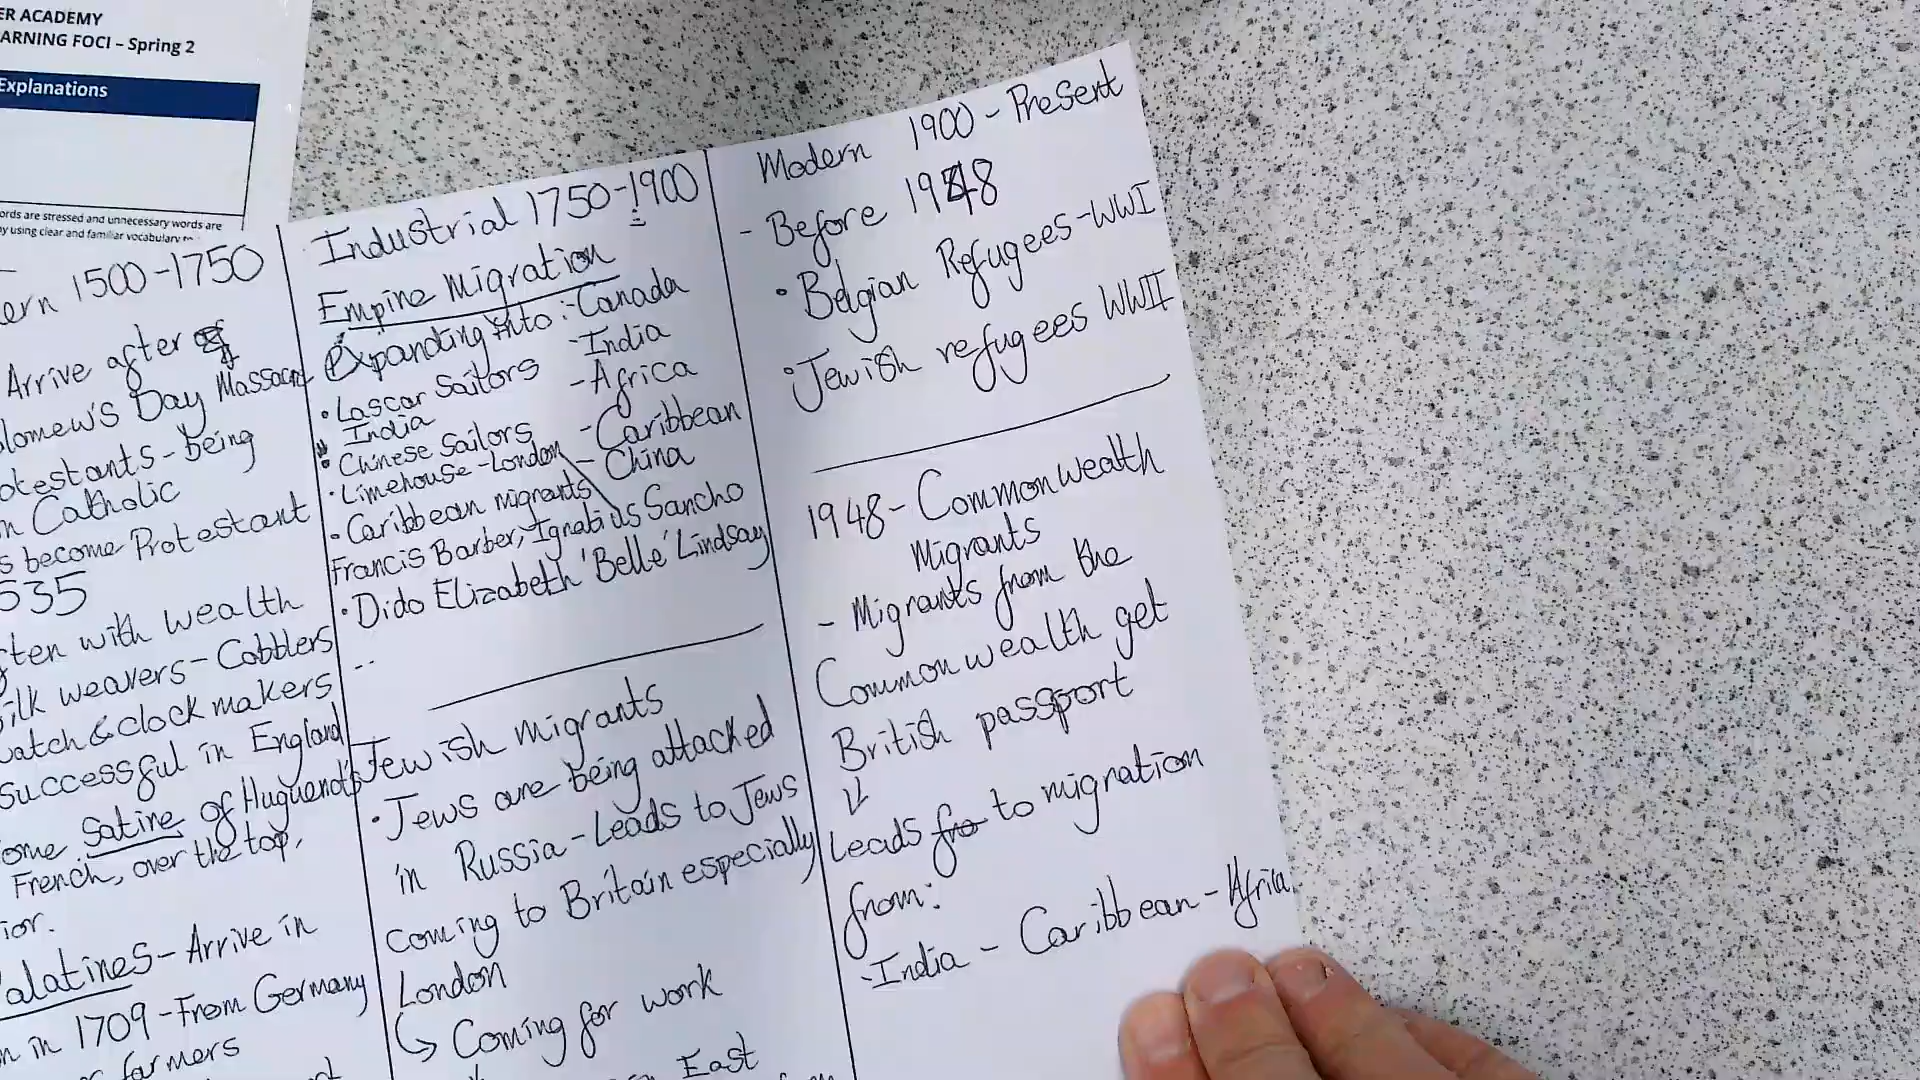 ER ACADEMY
ARNING FOCI – Spring 2
Explanations
ords are stressed and unnecessary words are
y using clear and familiar vocabulary
ern 1500-1750
Arrive after of
lomew's Day Massacre
otestants - being
n Catholic
s become Protestant
535
ten with wealth
ilk weavers - Cobblers
watch & clock makers
Successful in England
ome Satire of Huguenots
French, over the top,
ior.
alatines - Arrive in
n in 1709 - From Germany
farmers
Industrial 1750-1900
Empire Migration
Expanding into: - Canada
- India
- Africa
- Caribbean
- China
• Lascar Sailors
India
• Chinese Sailors
• Limehouse - London
• Caribbean migrants
Francis Barber, Ignatius Sancho
• Dido Elizabeth 'Belle' Lindsay
Jewish migrants
• Jews are being attacked
in Russia - Leads to Jews
coming to Britain especially
London
↳ Coming for work
East
Modern 1900 - Present
- Before 1948
• Belgian Refugees - WWI
• Jewish refugees WWII
1948 - Commonwealth
Migrants
- Migrants from the
Commonwealth get
British passport
↓
Leads fro to migration
from:
- India - Caribbean - Africa